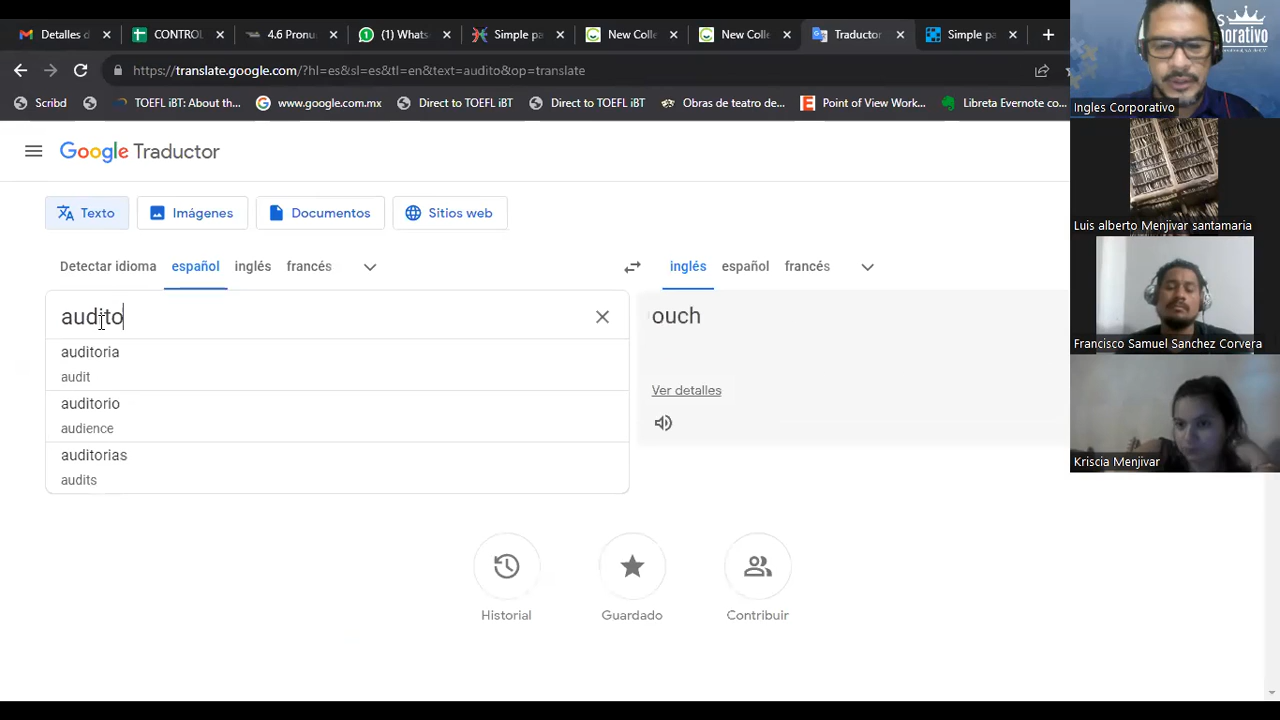 Detalles d
CONTROL
4.6 Pronu
(1) Whats
Simple pa
New Colle
New Colle
Traductor
Simple pa
https://translate.google.com/?hl=es&sl=es&tl=en&text=audito&op=translate
Scribd
TOEFL iBT: About th...
www.google.com.mx
Direct to TOEFL iBT
Direct to TOEFL iBT
Obras de teatro de...
Point of View Work...
Libreta Evernote co...
Google Traductor
Texto
Imágenes
Documentos
Sitios web
Detectar idioma
español
inglés
francés
inglés
español
francés
audito
ouch
auditoria
audit
auditorio
audience
auditorias
audits
Ver detalles
Historial
Guardado
Contribuir
Ingles Corporativo
Luis alberto Menjivar santamaria
Francisco Samuel Sanchez Corvera
Kriscia Menjivar